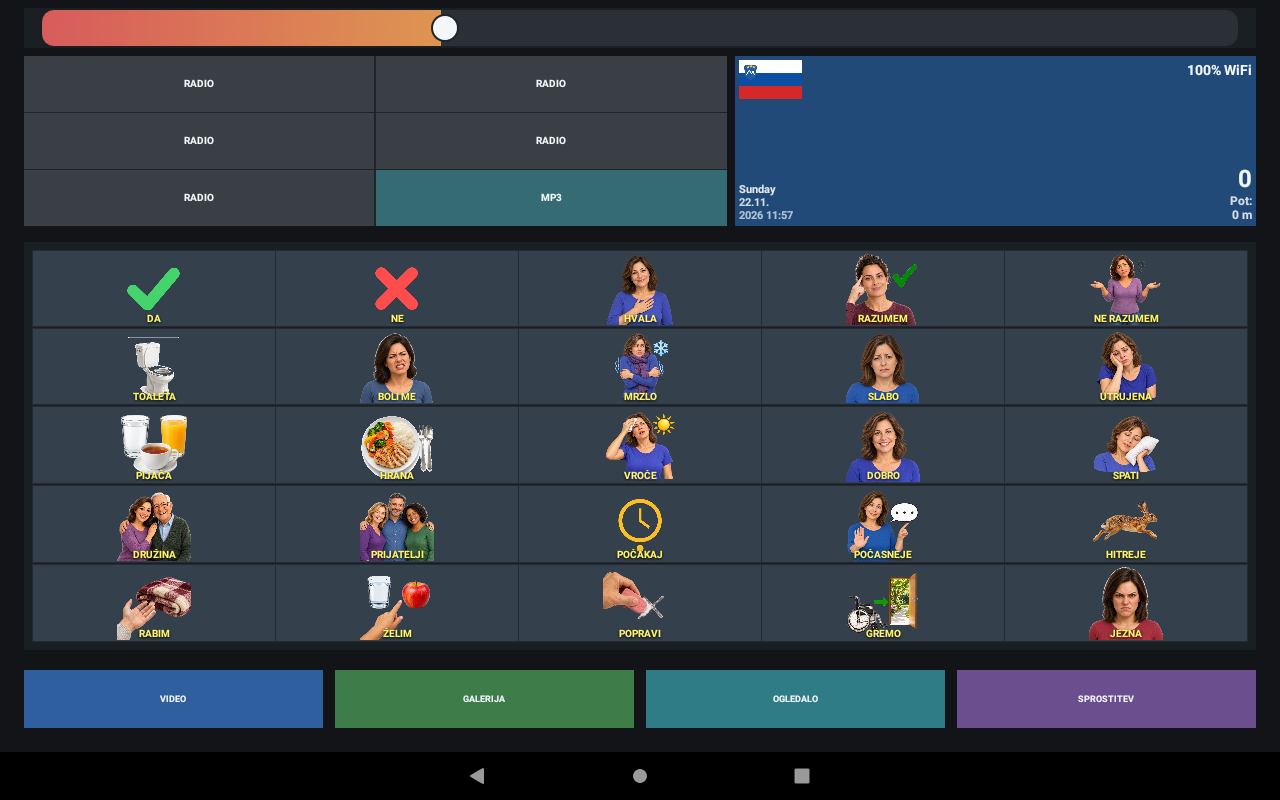 RADIO
RADIO
100% WiFi
RADIO
RADIO
RADIO
MP3
0
Sunday
22.11.
2026 11:57
Pot:
0 m
DA
NE
HVALA
RAZUMEM
NE RAZUMEM
TOALETA
BOLI ME
MRZLO
SLABO
UTRUJENA
PIJAČA
HRANA
VROČE
DOBRO
SPATI
DRUŽINA
PRIJATELJI
POČAKAJ
POČASNEJE
HITREJE
RABIM
ŽELIM
POPRAVI
GREMO
JEZNA
VIDEO
GALERIJA
OGLEDALO
SPROSTITEV